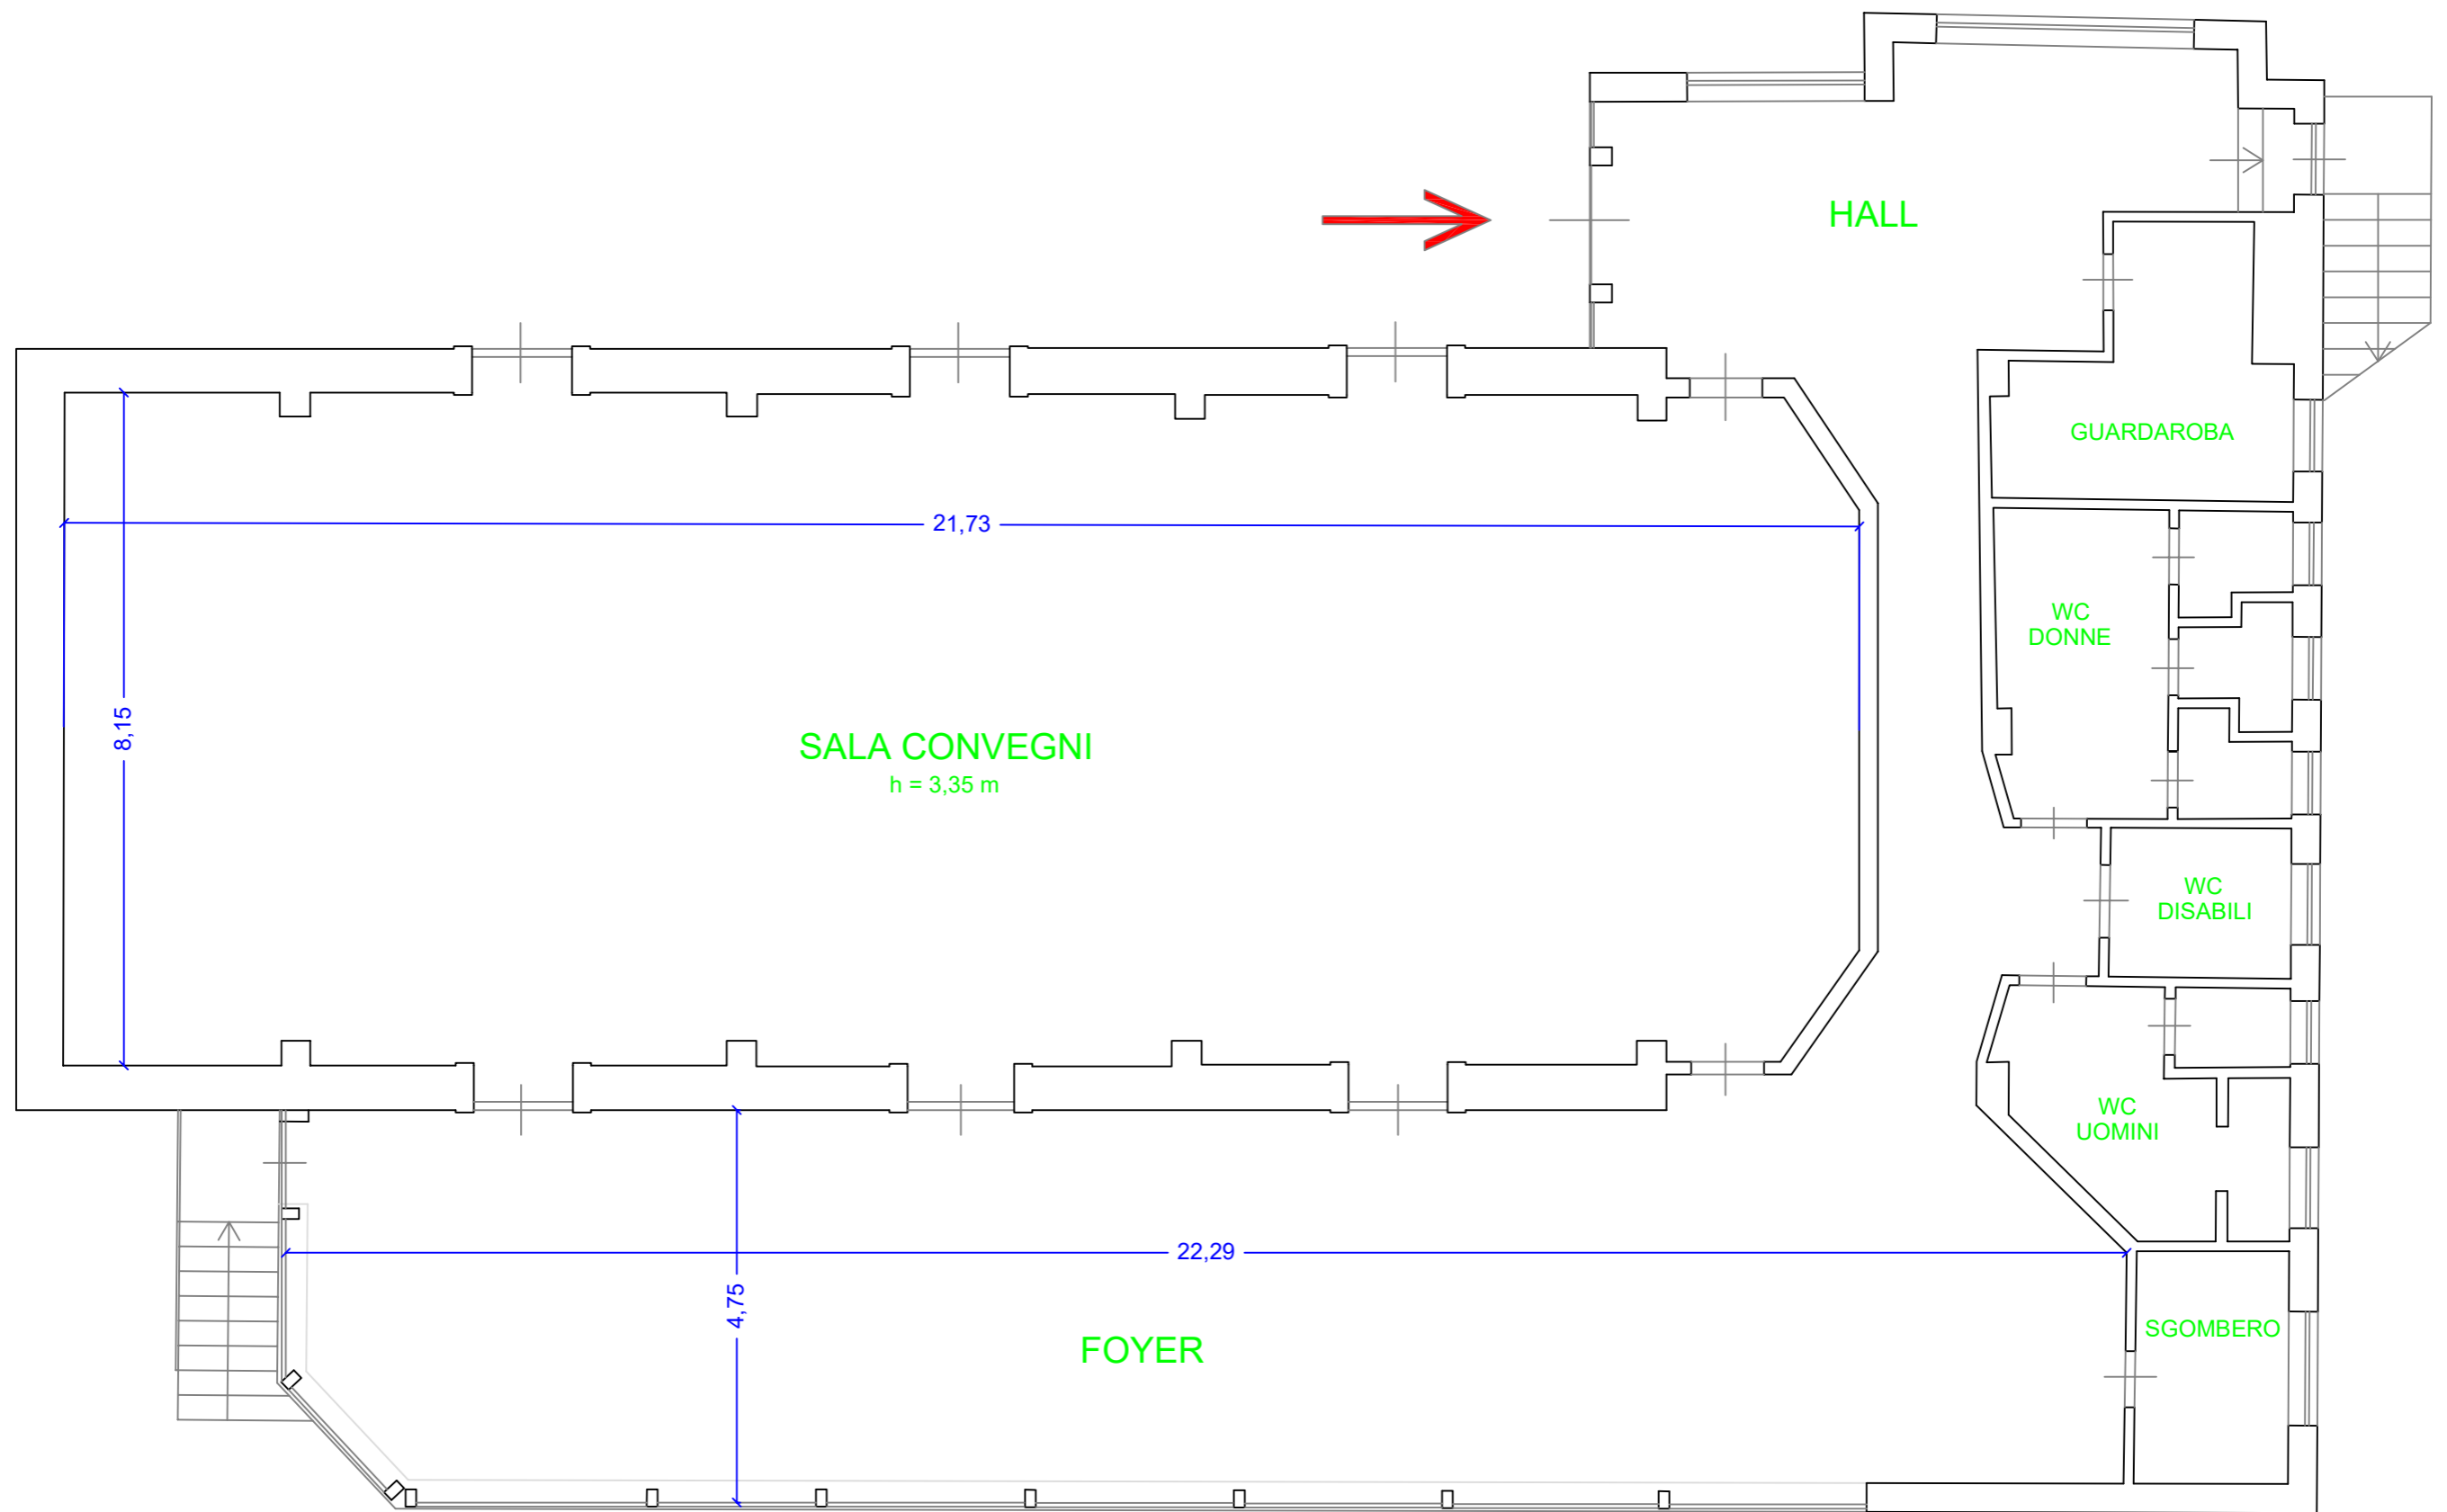 HALL
GUARDAROBA
21,73
WC
DONNE
8,15
SALA CONVEGNI
h = 3,35 m
WC
DISABILI
WC
UOMINI
22,29
4,75
SGOMBERO
FOYER